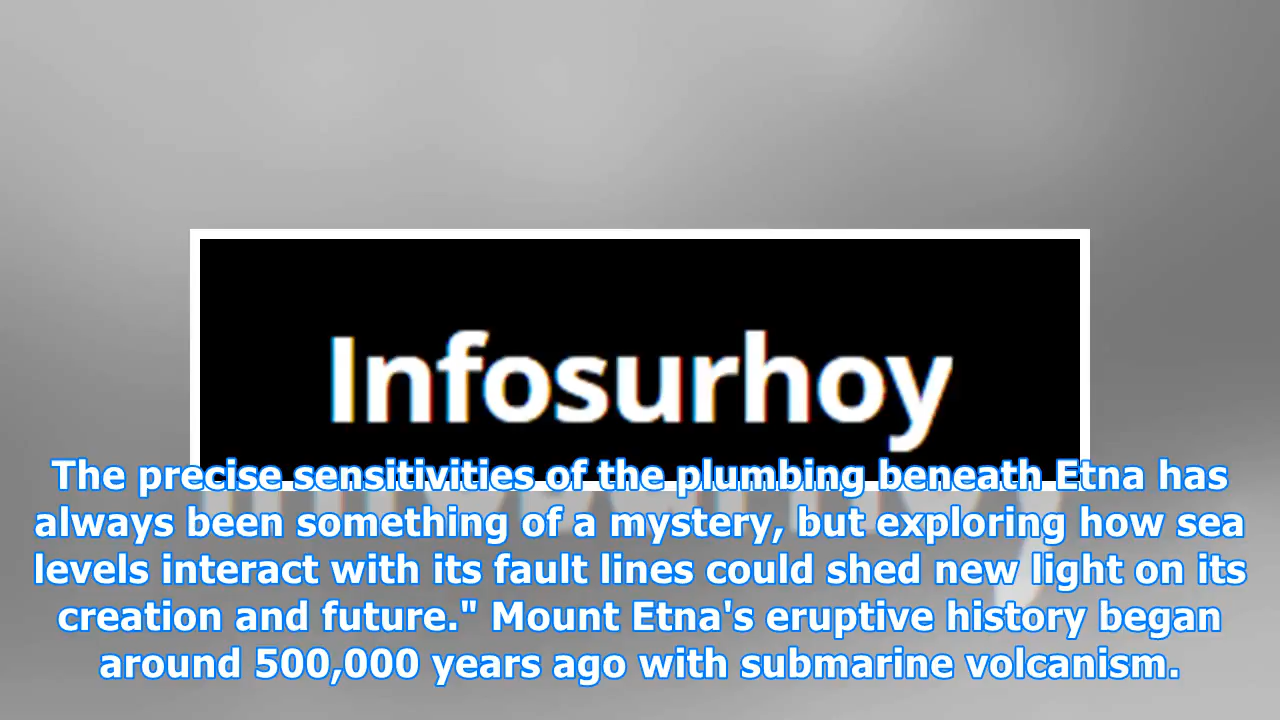 Infosurhoy
The precise sensitivities of the plumbing beneath Etna has
always been something of a mystery, but exploring how sea
levels interact with its fault lines could shed new light on its
creation and future." Mount Etna's eruptive history began
around 500,000 years ago with submarine volcanism.